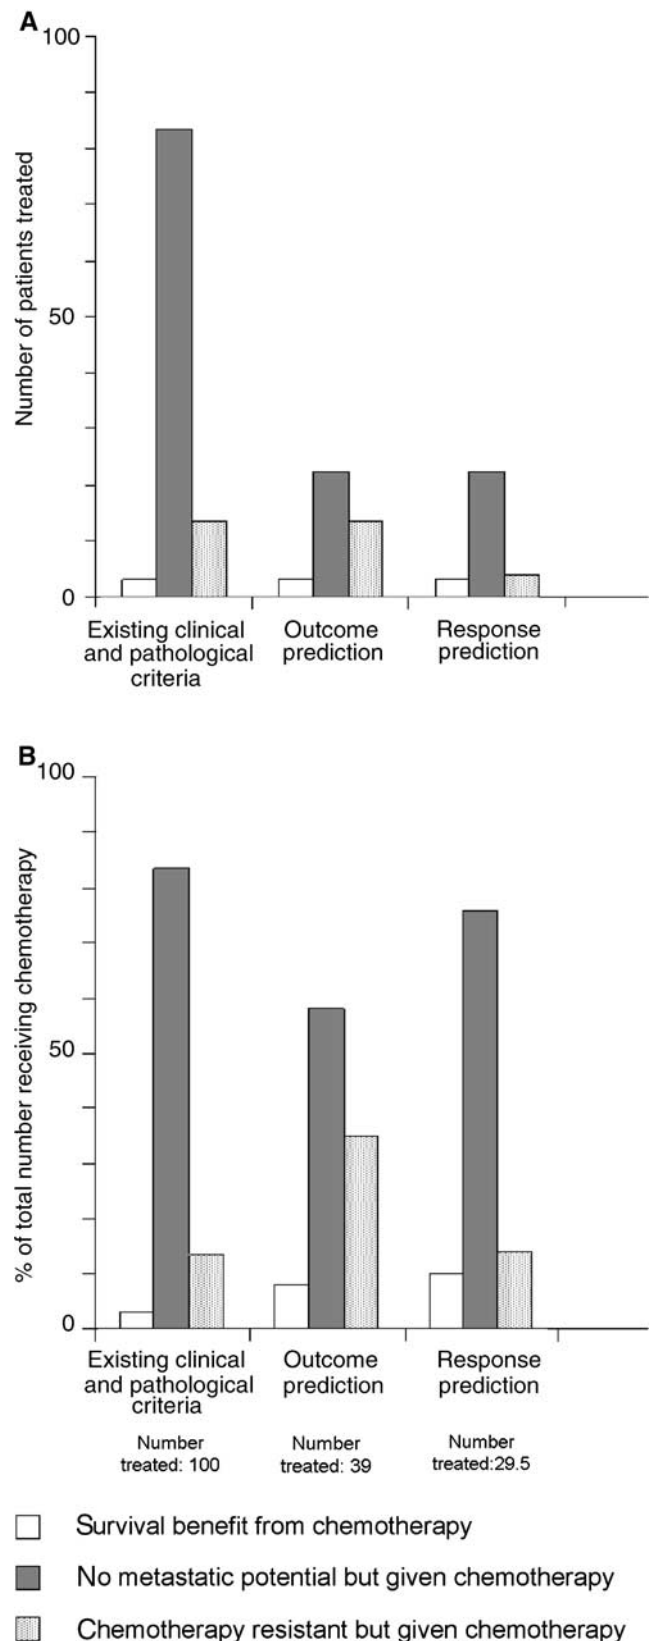 A
100
Number of patients treated
50
0
Existing clinical
and pathological
criteria
Outcome
prediction
Response
prediction
B
100
% of total number receiving chemotherapy
50
0
Existing clinical
and pathological
criteria
Outcome
prediction
Response
prediction
Number
treated: 100
Number
treated: 39
Number
treated:29.5
Survival benefit from chemotherapy
No metastatic potential but given chemotherapy
Chemotherapy resistant but given chemotherapy